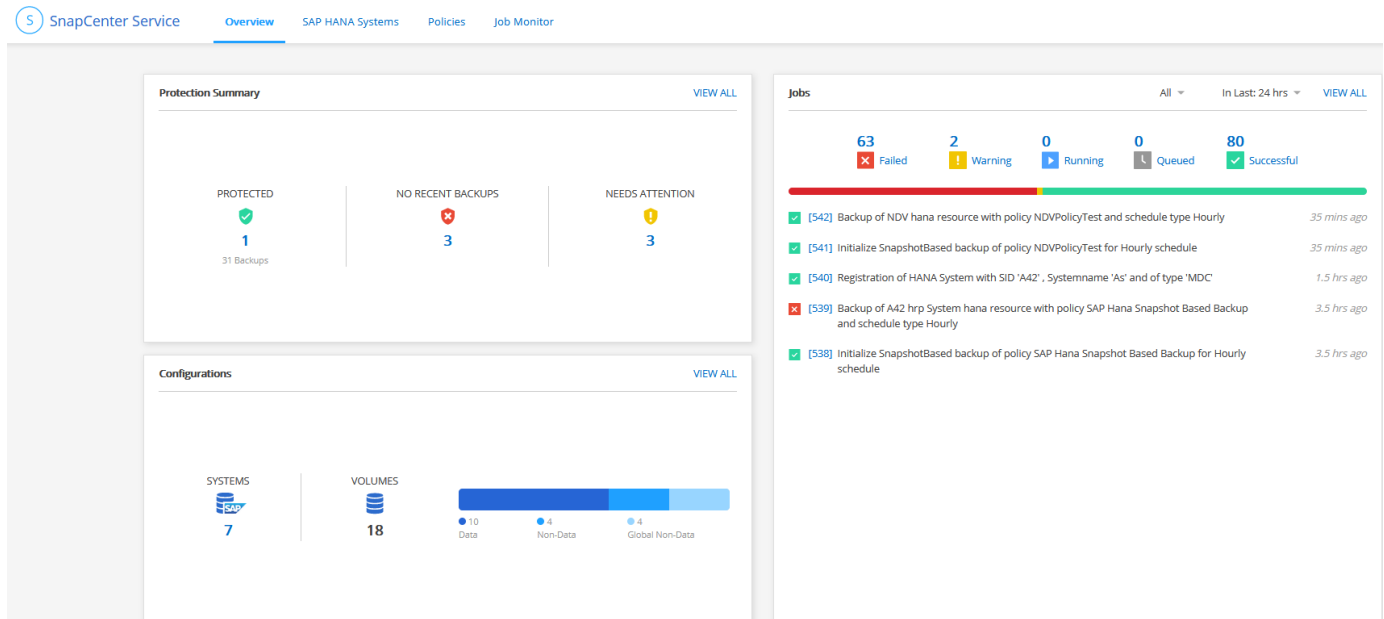 S SnapCenter Service Overview SAP HANA Systems Policies Job Monitor
Protection Summary VIEW ALL
PROTECTED NO RECENT BACKUPS NEEDS ATTENTION
1 3 3
31 Backups
Configurations VIEW ALL
SYSTEMS VOLUMES
SAP
7 18
10 4 4
Data Non-Data Global Non-Data
Jobs All In Last: 24 hrs VIEW ALL
63 2 0 0 80
Failed Warning Running Queued Successful
[542] Backup of NDV hana resource with policy NDVPolicyTest and schedule type Hourly 35 mins ago
[541] Initialize SnapshotBased backup of policy NDVPolicyTest for Hourly schedule 35 mins ago
[540] Registration of HANA System with SID 'A42' , Systemname 'As' and of type 'MDC' 1.5 hrs ago
[539] Backup of A42 hrp System hana resource with policy SAP Hana Snapshot Based Backup 3.5 hrs ago
and schedule type Hourly
[538] Initialize SnapshotBased backup of policy SAP Hana Snapshot Based Backup for Hourly 3.5 hrs ago
schedule